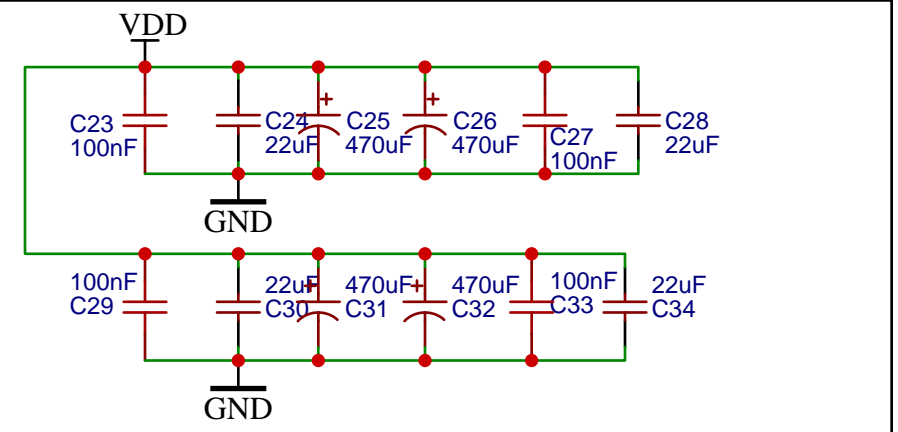 VDD
C23
100nF
C24
22uF
+
C25
470uF
+
C26
470uF
C27
100nF
C28
22uF
GND
100nF
C29
22uF
C30
+
470uF
C31
+
470uF
C32
100nF
C33
22uF
C34
GND